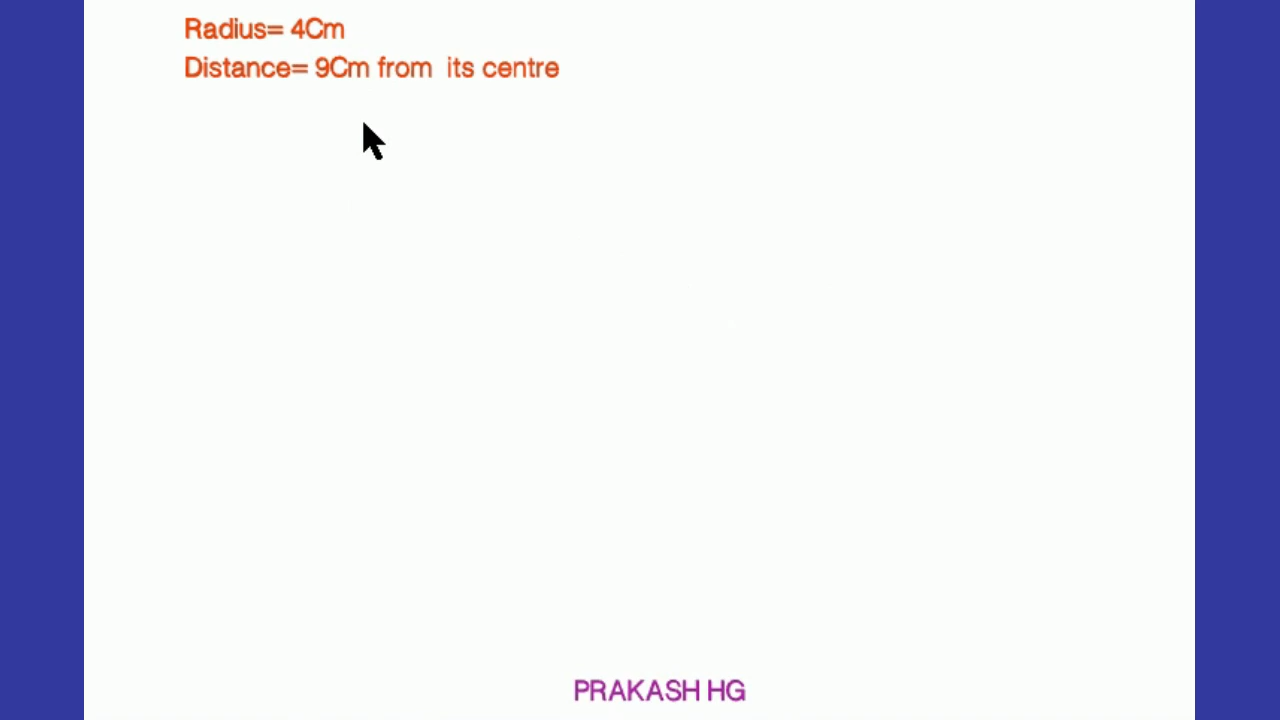 Radius= 4Cm
Distance= 9Cm from its centre
PRAKASH HG